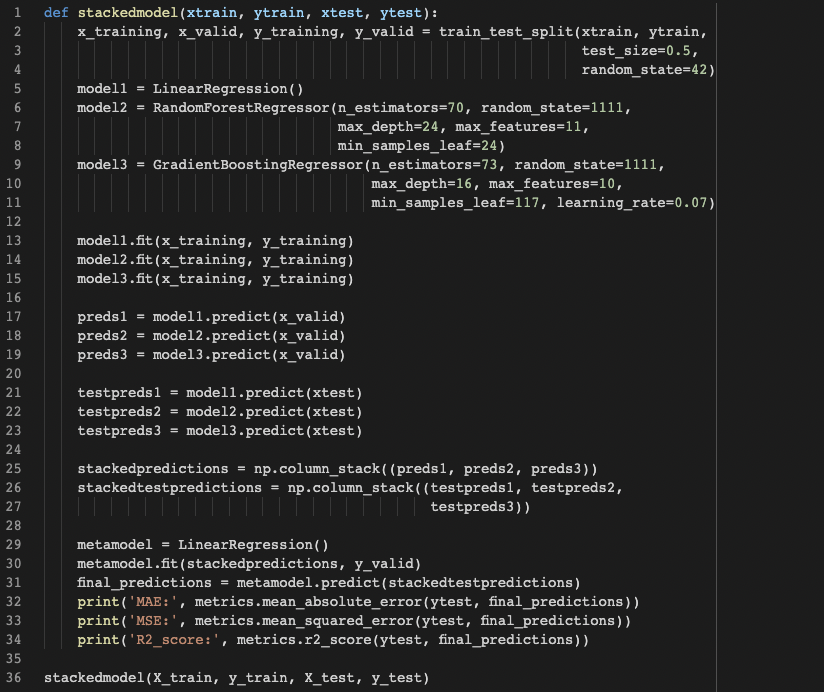 1 def stackedmodel(xtrain, ytrain, xtest, ytest):
2     x_training, x_valid, y_training, y_valid = train_test_split(xtrain, ytrain,
3                                                                 test_size=0.5,
4                                                                 random_state=42)
5     model1 = LinearRegression()
6     model2 = RandomForestRegressor(n_estimators=70, random_state=1111,
7                                    max_depth=24, max_features=11,
8                                    min_samples_leaf=24)
9     model3 = GradientBoostingRegressor(n_estimators=73, random_state=1111,
10                                        max_depth=16, max_features=10,
11                                        min_samples_leaf=117, learning_rate=0.07)
12
13     model1.fit(x_training, y_training)
14     model2.fit(x_training, y_training)
15     model3.fit(x_training, y_training)
16
17     preds1 = model1.predict(x_valid)
18     preds2 = model2.predict(x_valid)
19     preds3 = model3.predict(x_valid)
20
21     testpreds1 = model1.predict(xtest)
22     testpreds2 = model2.predict(xtest)
23     testpreds3 = model3.predict(xtest)
24
25     stackedpredictions = np.column_stack((preds1, preds2, preds3))
26     stackedtestpredictions = np.column_stack((testpreds1, testpreds2,
27                                               testpreds3))
28
29     metamodel = LinearRegression()
30     metamodel.fit(stackedpredictions, y_valid)
31     final_predictions = metamodel.predict(stackedtestpredictions)
32     print('MAE:', metrics.mean_absolute_error(ytest, final_predictions))
33     print('MSE:', metrics.mean_squared_error(ytest, final_predictions))
34     print('R2_score:', metrics.r2_score(ytest, final_predictions))
35
36 stackedmodel(X_train, y_train, X_test, y_test)